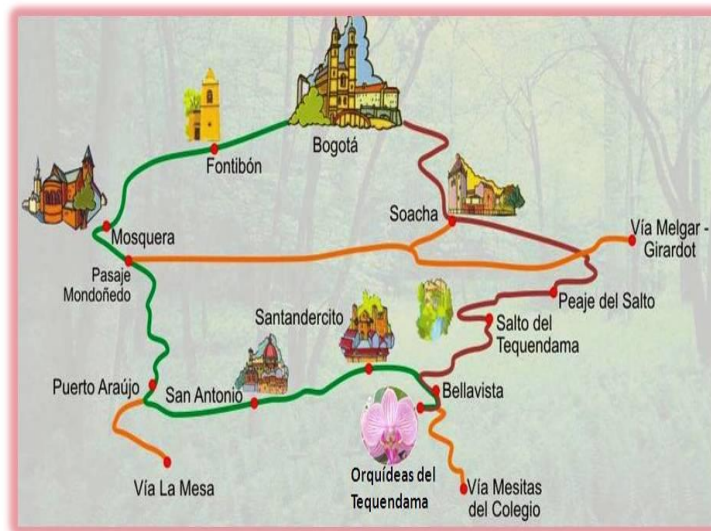 Bogotá
Fontibón
Soacha
Mosquera
Vía Melgar -
Girardot
Pasaje
Mondoñedo
Peaje del Salto
Santandercito
Salto del
Tequendama
Puerto Araújo
San Antonio
Bellavista
Orquídeas del
Tequendama
Vía La Mesa
Vía Mesitas
del Colegio